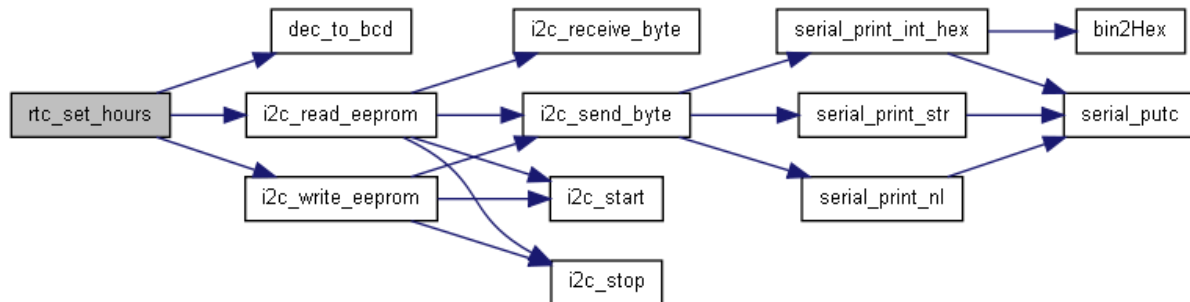 rtc_set_hours
dec_to_bcd
i2c_read_eeprom
i2c_write_eeprom
i2c_receive_byte
i2c_send_byte
i2c_start
i2c_stop
serial_print_int_hex
serial_print_str
serial_print_nl
bin2Hex
serial_putc